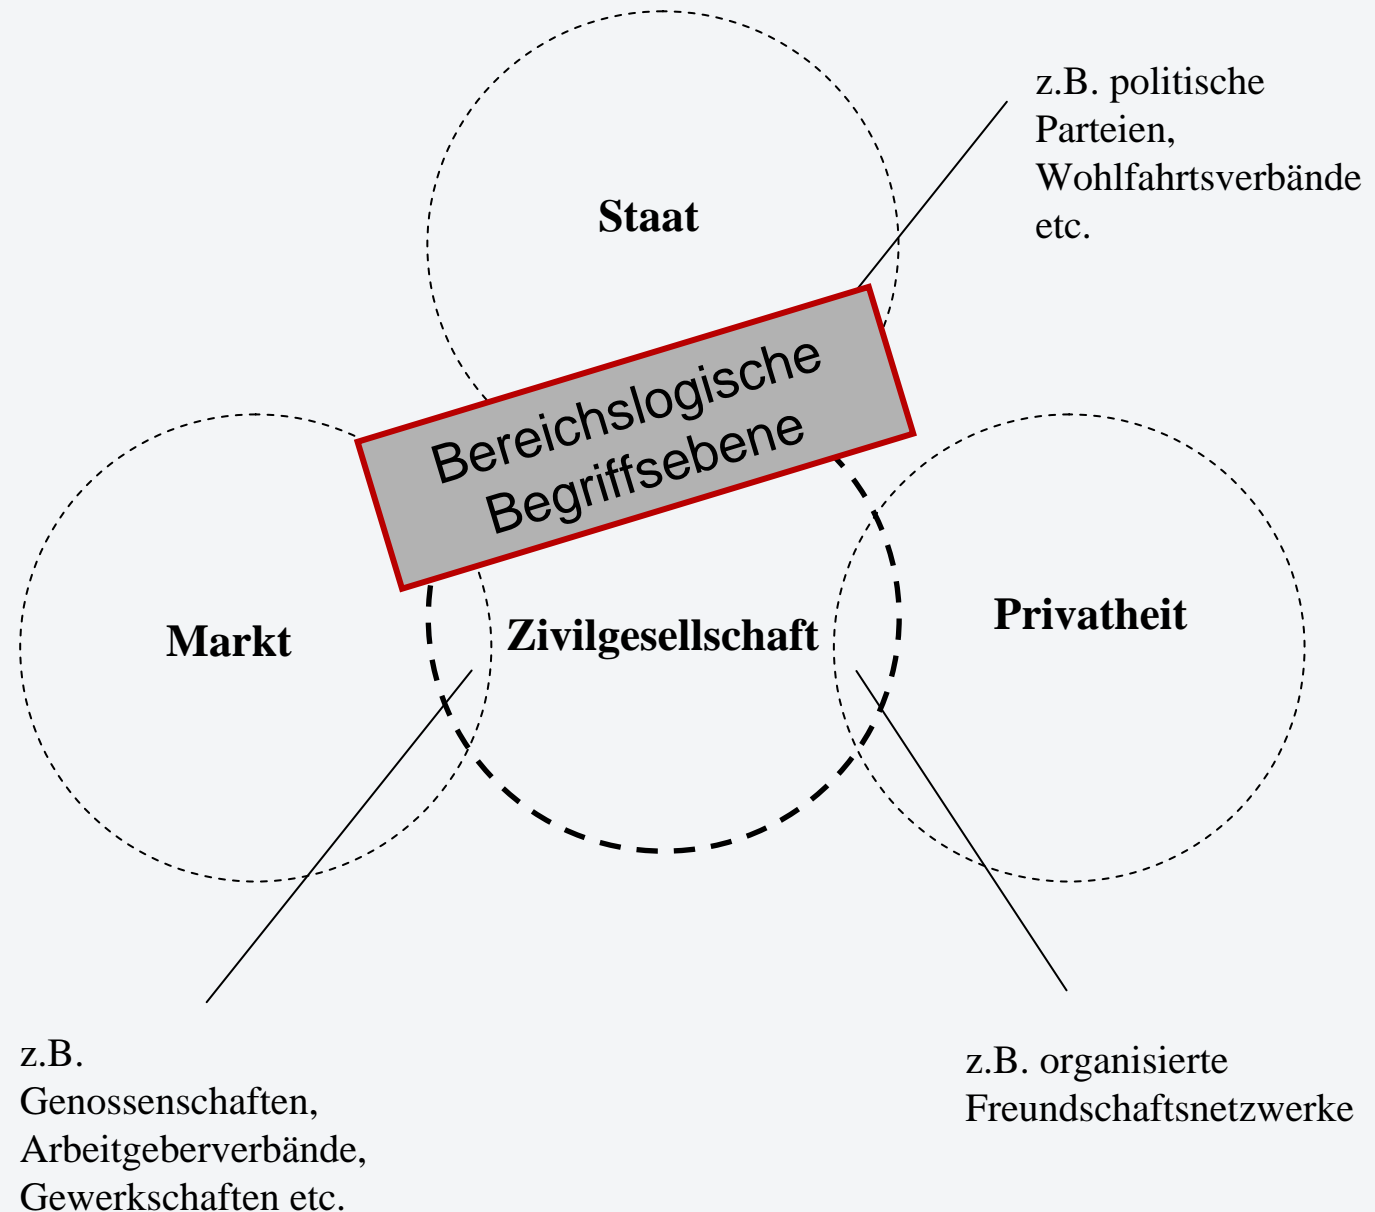 z.B. politische
Parteien,
Wohlfahrtsverbände
etc.
Staat
Bereichslogische
Begriffsebene
Markt
Zivilgesellschaft
Privatheit
z.B.
Genossenschaften,
Arbeitgeberverbände,
Gewerkschaften etc.
z.B. organisierte
Freundschaftsnetzwerke